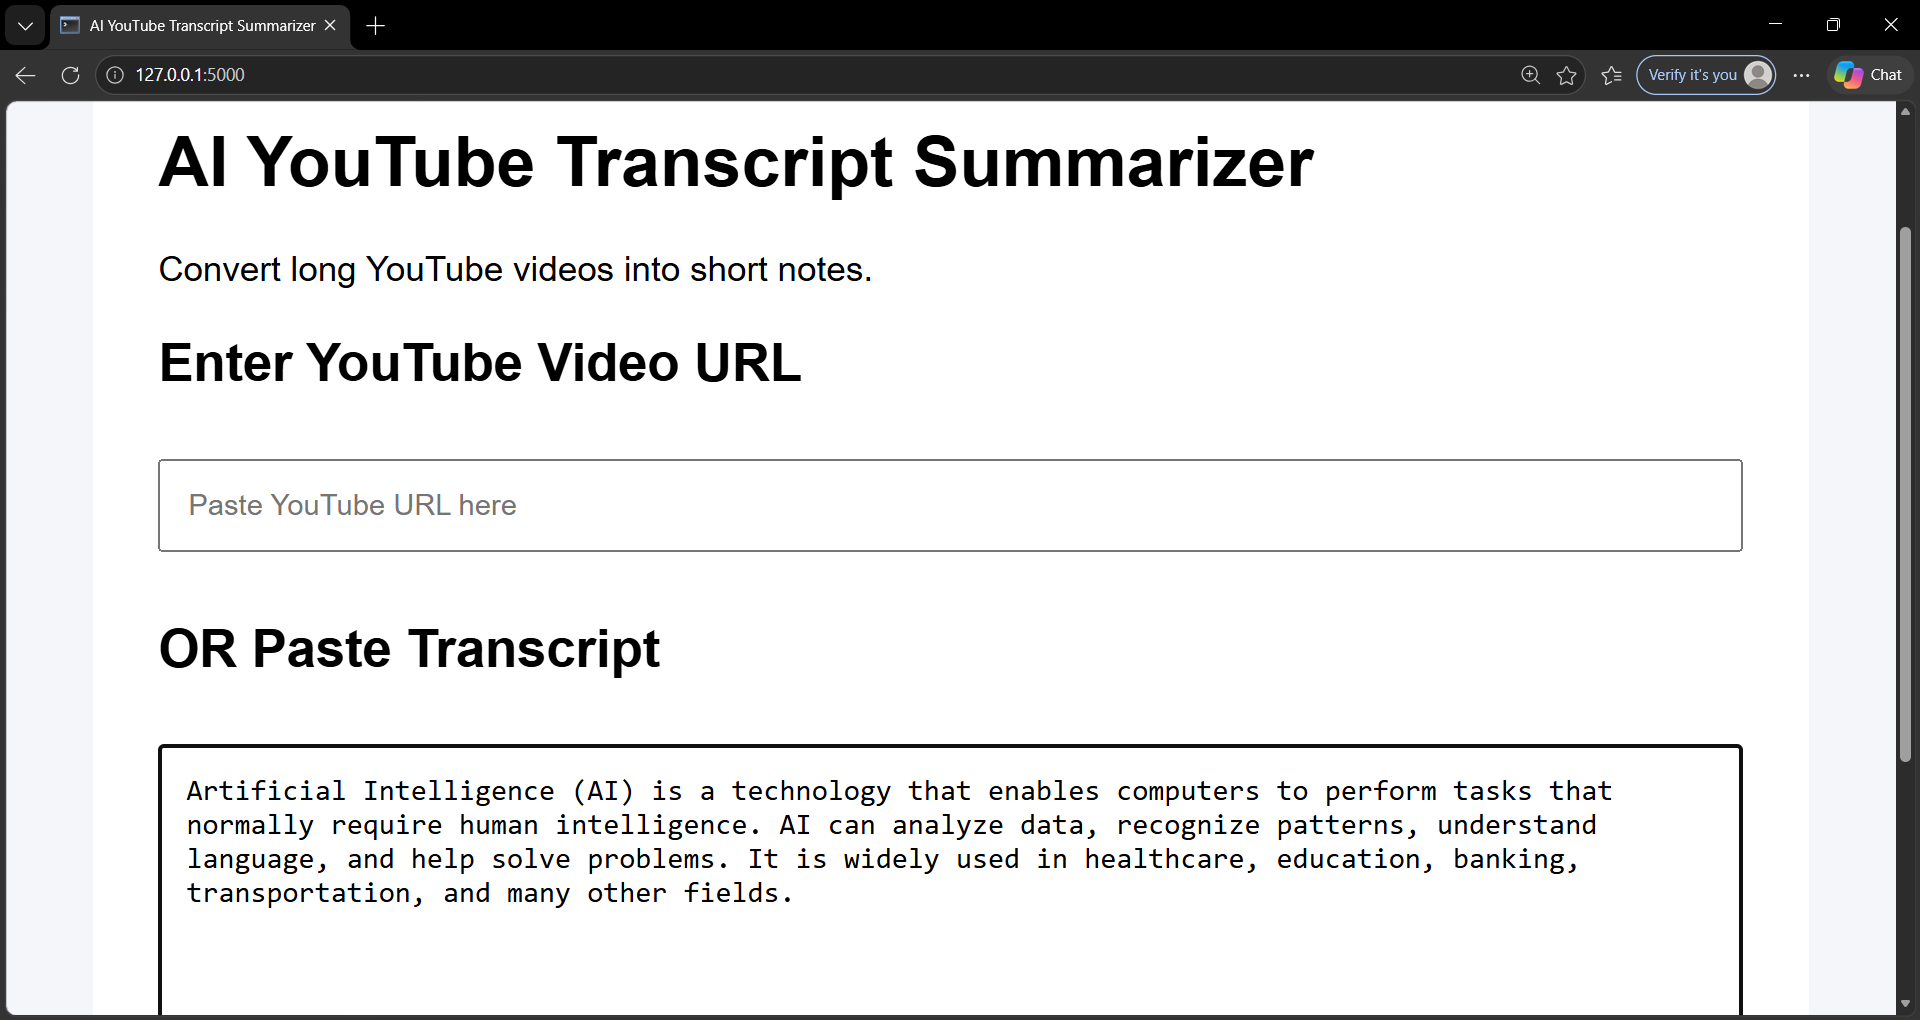 AI YouTube Transcript Summarizer
127.0.0.1:5000
Verify it's you
Chat
AI YouTube Transcript Summarizer
Convert long YouTube videos into short notes.
Enter YouTube Video URL
Paste YouTube URL here
OR Paste Transcript
Artificial Intelligence (AI) is a technology that enables computers to perform tasks that
normally require human intelligence. AI can analyze data, recognize patterns, understand
language, and help solve problems. It is widely used in healthcare, education, banking,
transportation, and many other fields.